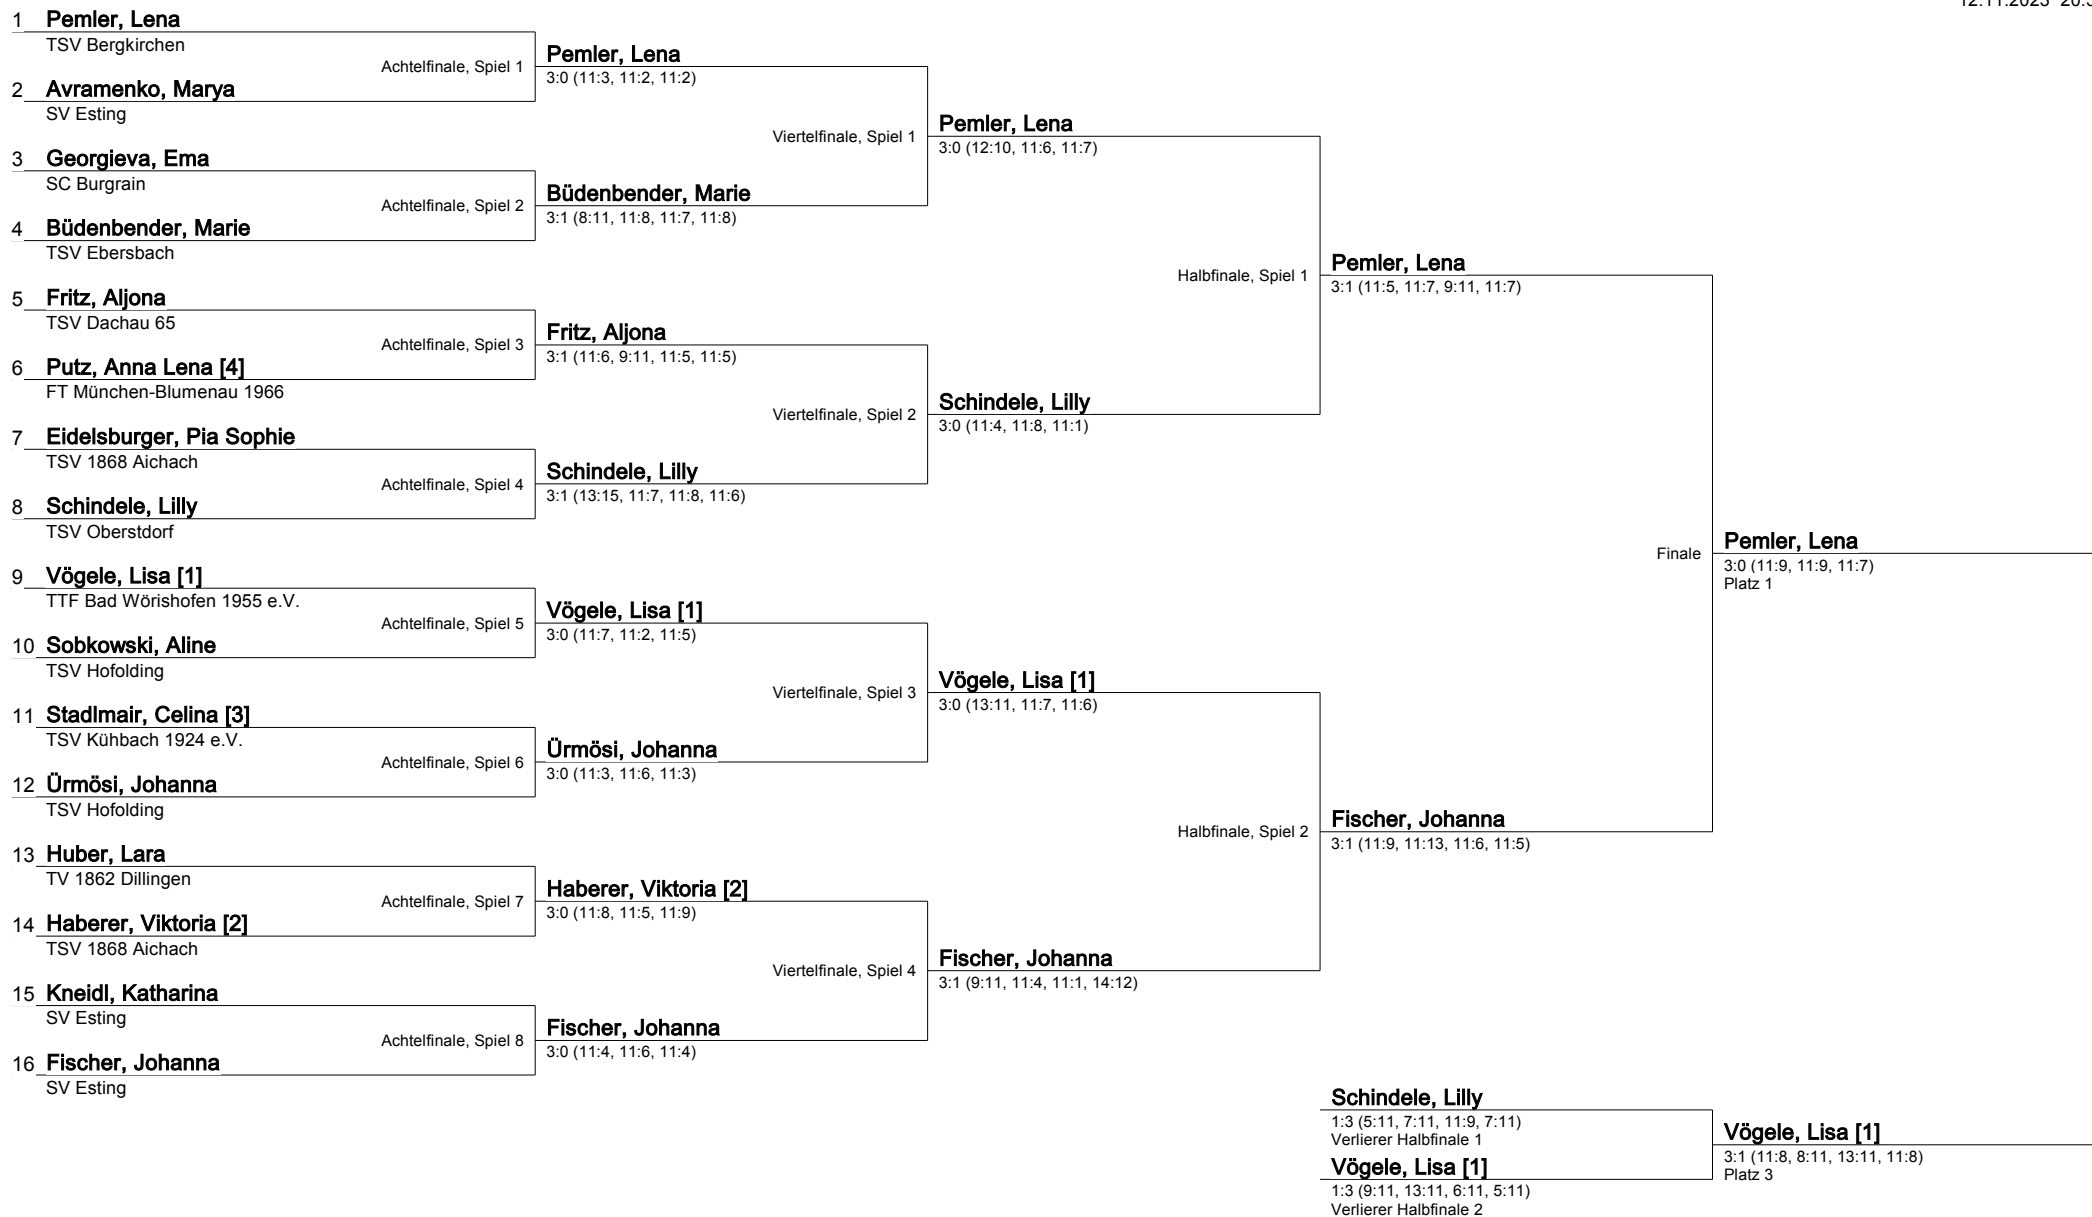 12.11.2023 20:3
1 Pemler, Lena
TSV Bergkirchen
Achtelfinale, Spiel 1
Pemler, Lena
3:0 (11:3, 11:2, 11:2)
2 Avramenko, Marya
SV Esting
Viertelfinale, Spiel 1
Pemler, Lena
3:0 (12:10, 11:6, 11:7)
3 Georgieva, Ema
SC Burgrain
Achtelfinale, Spiel 2
Büdenbender, Marie
3:1 (8:11, 11:8, 11:7, 11:8)
4 Büdenbender, Marie
TSV Ebersbach
Halbfinale, Spiel 1
Pemler, Lena
3:1 (11:5, 11:7, 9:11, 11:7)
5 Fritz, Aljona
TSV Dachau 65
Achtelfinale, Spiel 3
Fritz, Aljona
3:1 (11:6, 9:11, 11:5, 11:5)
6 Putz, Anna Lena [4]
FT München-Blumenau 1966
Viertelfinale, Spiel 2
Schindele, Lilly
3:0 (11:4, 11:8, 11:1)
7 Eidelsburger, Pia Sophie
TSV 1868 Aichach
Achtelfinale, Spiel 4
Schindele, Lilly
3:1 (13:15, 11:7, 11:8, 11:6)
8 Schindele, Lilly
TSV Oberstdorf
Finale
Pemler, Lena
3:0 (11:9, 11:9, 11:7)
Platz 1
9 Vögele, Lisa [1]
TTF Bad Wörishofen 1955 e.V.
Achtelfinale, Spiel 5
Vögele, Lisa [1]
3:0 (11:7, 11:2, 11:5)
10 Sobkowski, Aline
TSV Hofolding
Viertelfinale, Spiel 3
Vögele, Lisa [1]
3:0 (13:11, 11:7, 11:6)
11 Stadlmair, Celina [3]
TSV Kühbach 1924 e.V.
Achtelfinale, Spiel 6
Ürmösi, Johanna
3:0 (11:3, 11:6, 11:3)
12 Ürmösi, Johanna
TSV Hofolding
Halbfinale, Spiel 2
Fischer, Johanna
3:1 (11:9, 11:13, 11:6, 11:5)
13 Huber, Lara
TV 1862 Dillingen
Achtelfinale, Spiel 7
Haberer, Viktoria [2]
3:0 (11:8, 11:5, 11:9)
14 Haberer, Viktoria [2]
TSV 1868 Aichach
Viertelfinale, Spiel 4
Fischer, Johanna
3:1 (9:11, 11:4, 11:1, 14:12)
15 Kneidl, Katharina
SV Esting
Achtelfinale, Spiel 8
Fischer, Johanna
3:0 (11:4, 11:6, 11:4)
16 Fischer, Johanna
SV Esting
Schindele, Lilly
1:3 (5:11, 7:11, 11:9, 7:11)
Verlierer Halbfinale 1
Vögele, Lisa [1]
3:1 (11:8, 8:11, 13:11, 11:8)
Platz 3
Vögele, Lisa [1]
1:3 (9:11, 13:11, 6:11, 5:11)
Verlierer Halbfinale 2